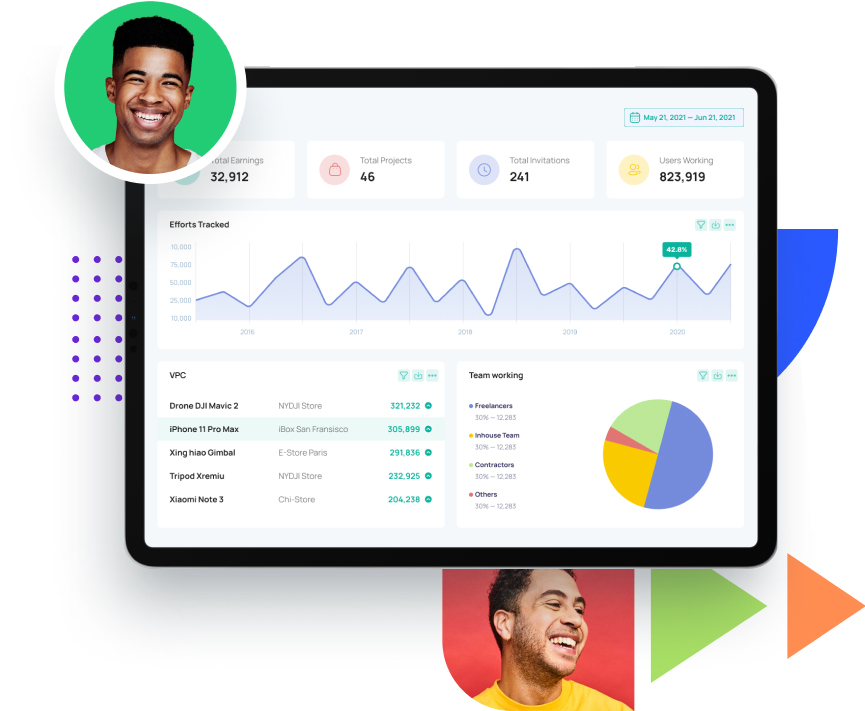 May 21, 2021 – Jun 21, 2021
Total Earnings
32,912
Total Projects
46
Total Invitations
241
Users Working
823,919
Efforts Tracked
10,000
75,000
50,000
25,000
10,000
42.8%
2016
2017
2018
2019
2020
VPC
Drone DJI Mavic 2 NYDJI Store 321,232
iPhone 11 Pro Max iBox San Fransisco 305,899
Xing hiao Gimbal E-Store Paris 291,836
Tripod Xremiu NYDJI Store 232,925
Xiaomi Note 3 Chi-Store 204,238
Team working
Freelancers
30% – 12,283
Inhouse Team
30% – 12,283
Contractors
30% – 12,283
Others
30% – 12,283